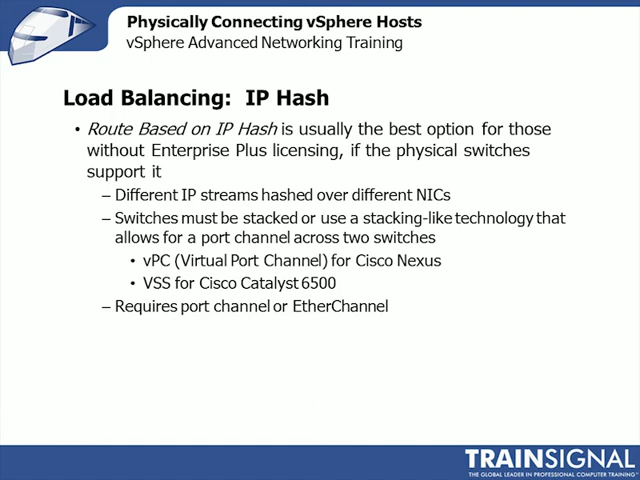 Physically Connecting vSphere Hosts
vSphere Advanced Networking Training
Load Balancing: IP Hash
• Route Based on IP Hash is usually the best option for those
without Enterprise Plus licensing, if the physical switches
support it
– Different IP streams hashed over different NICs
– Switches must be stacked or use a stacking-like technology that
allows for a port channel across two switches
• vPC (Virtual Port Channel) for Cisco Nexus
• VSS for Cisco Catalyst 6500
– Requires port channel or EtherChannel
TRAINSIGNAL
THE GLOBAL LEADER IN PROFESSIONAL COMPUTER TRAINING